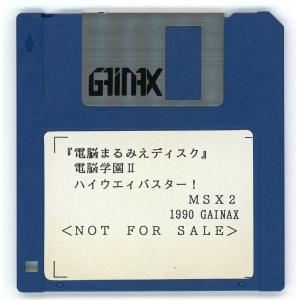 GAINAX
『電脳まるみえディスク』
電脳学園Ⅱ
ハイウエイバスター!
MSX2
1990 GAINAX
<NOT FOR SALE>